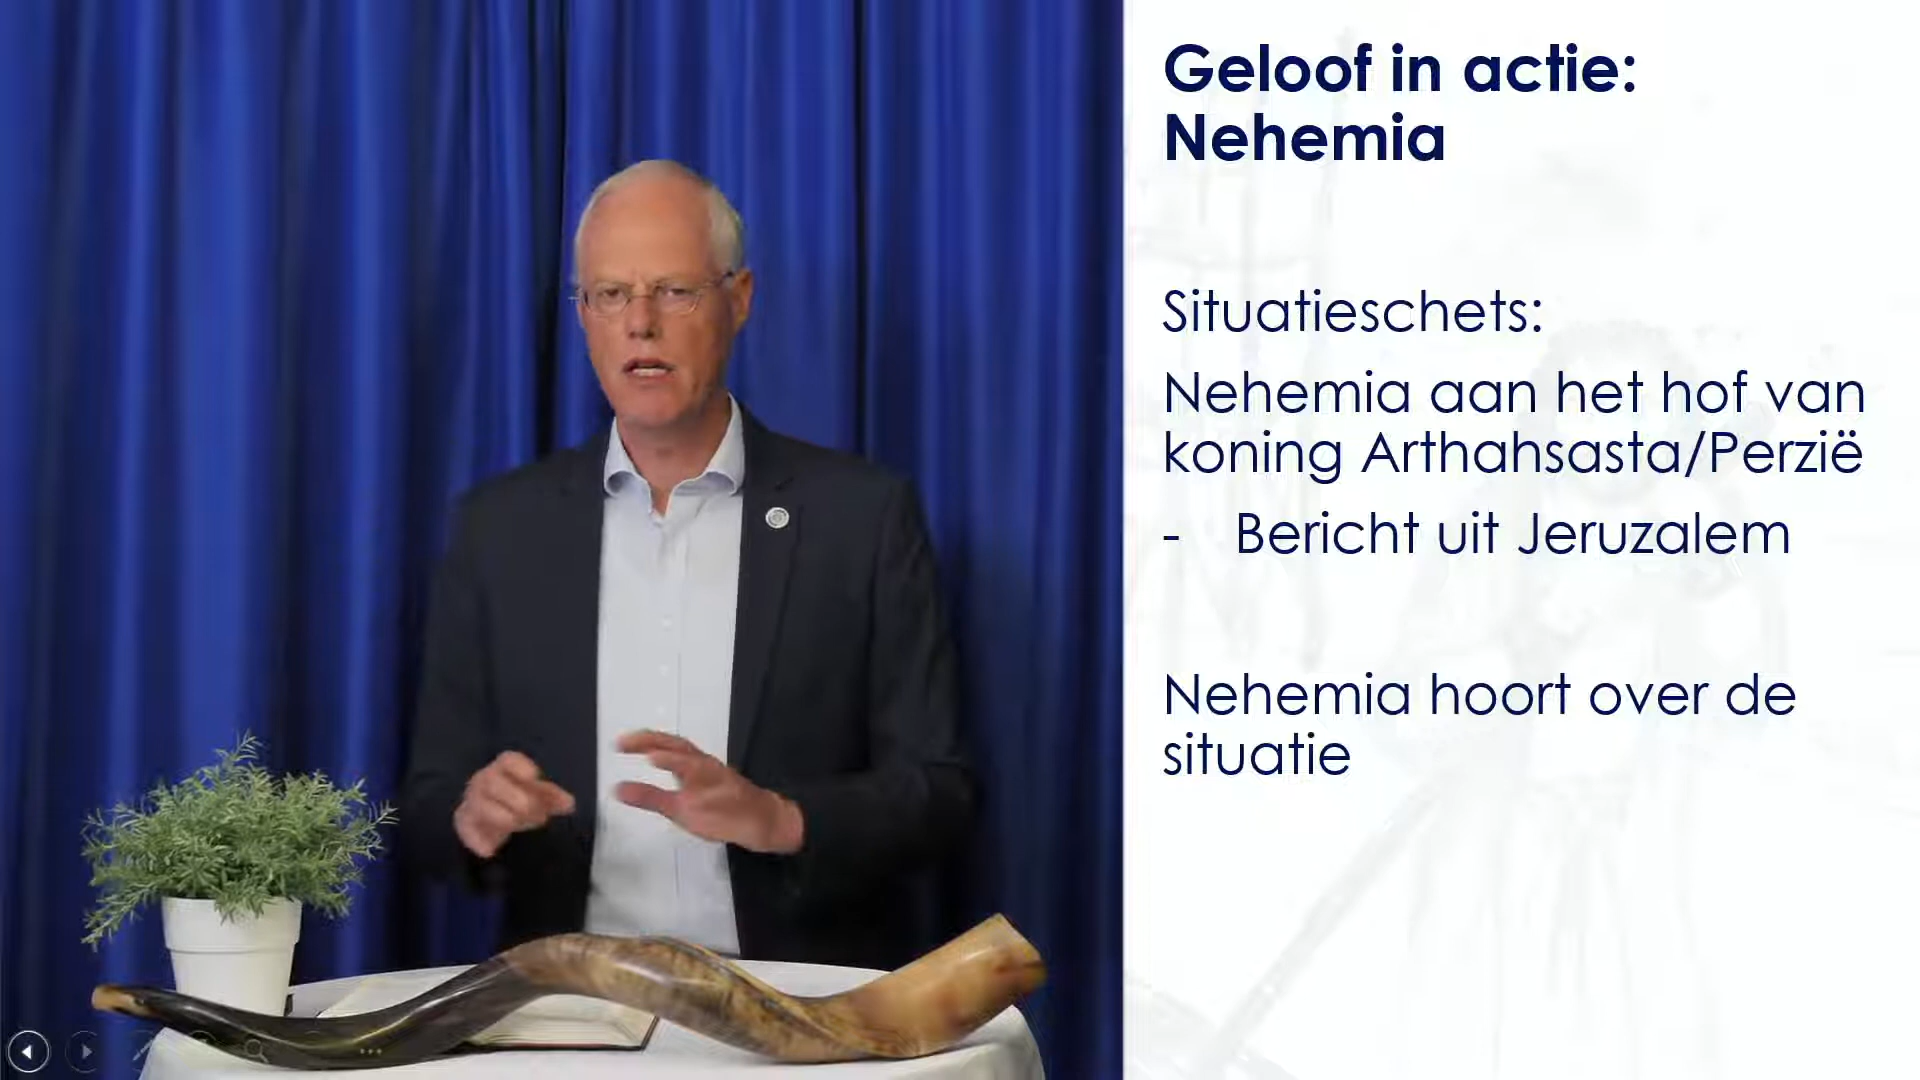 Geloof in actie:
Nehemia
Situatieschets:
Nehemia aan het hof van
koning Arthahsasta/Perzië
- Bericht uit Jeruzalem
Nehemia hoort over de
situatie